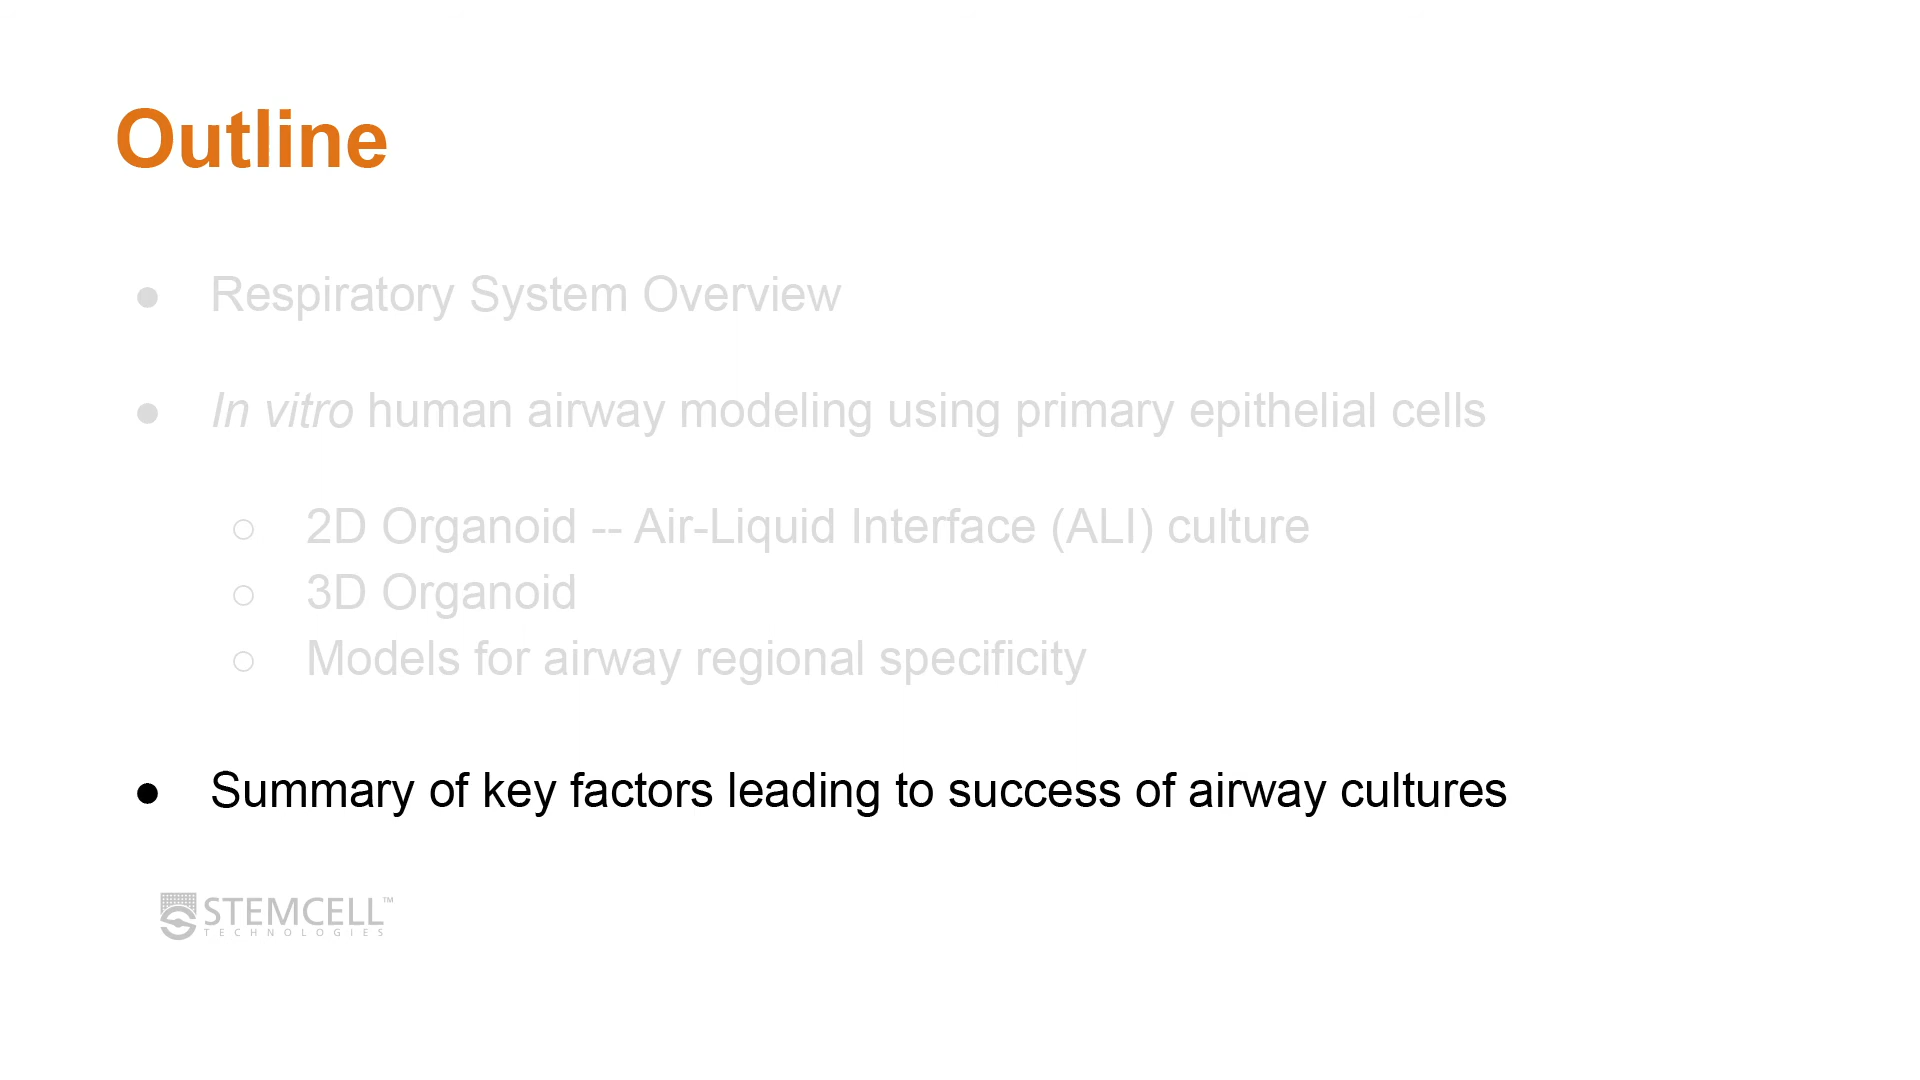 Outline
● Respiratory System Overview
● In vitro human airway modeling using primary epithelial cells
○ 2D Organoid -- Air-Liquid Interface (ALI) culture
○ 3D Organoid
○ Models for airway regional specificity
● Summary of key factors leading to success of airway cultures
STEMCELL™
TECHNOLOGIES